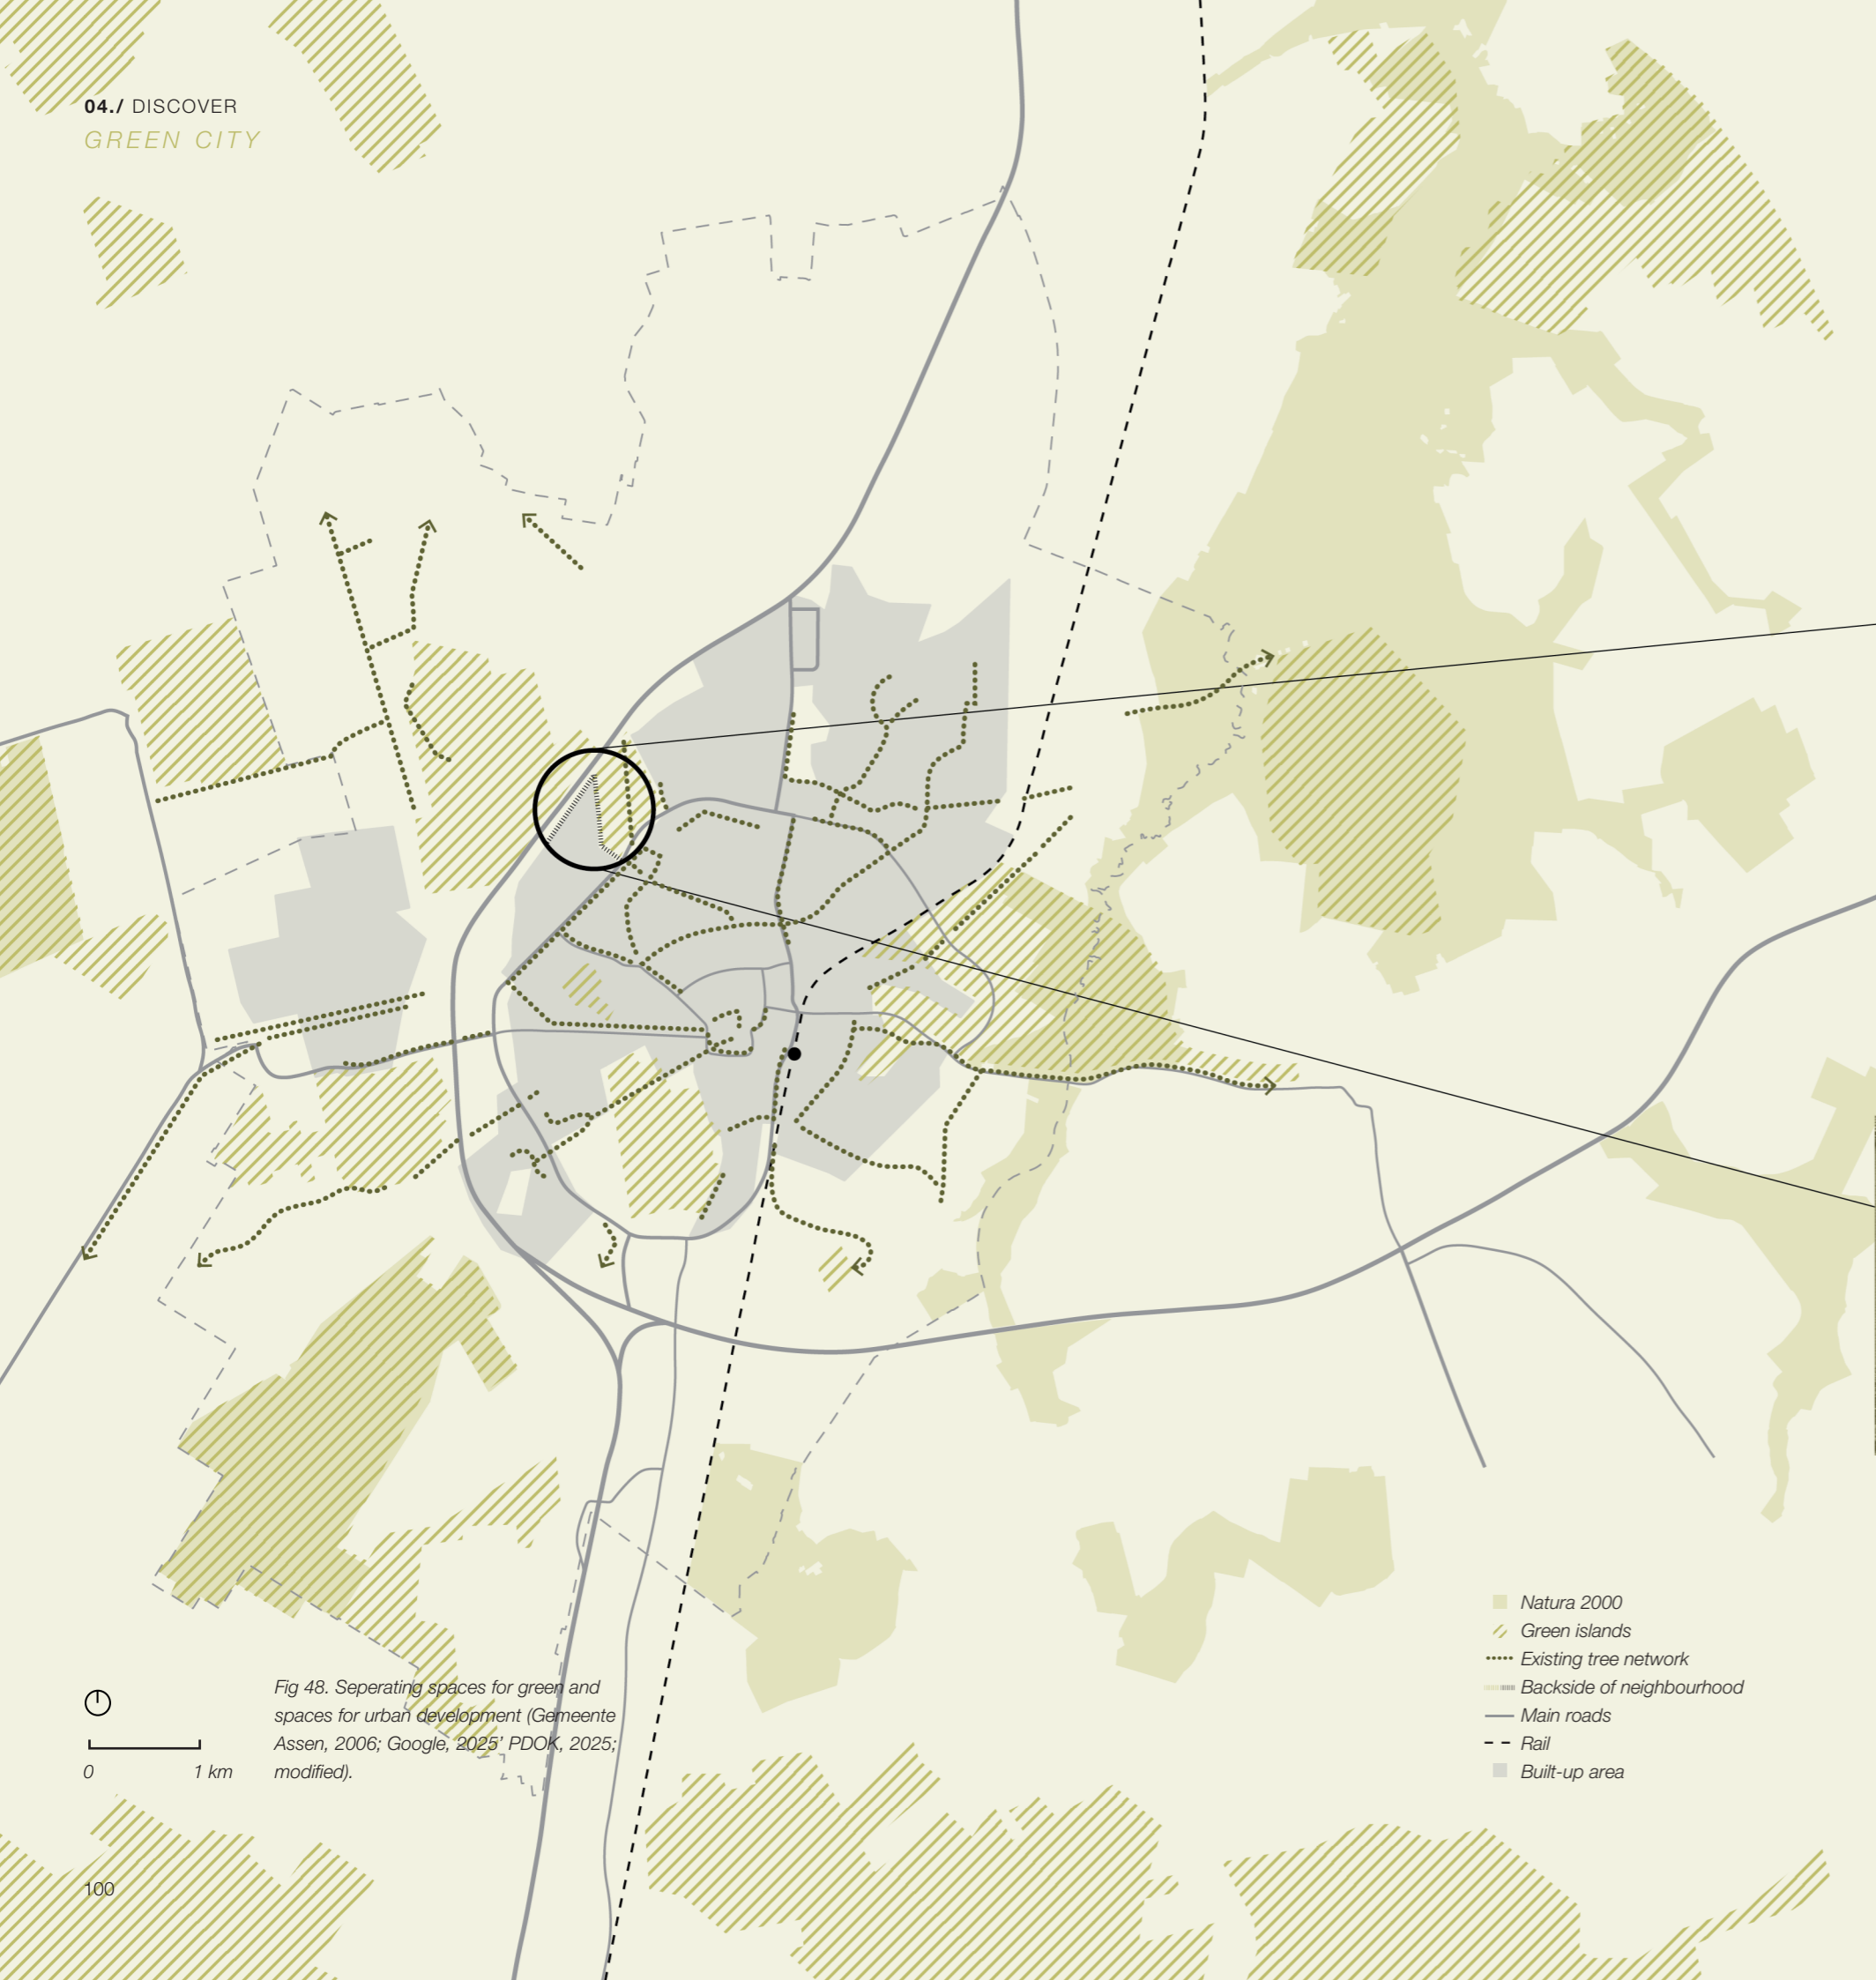 04./ DISCOVER
GREEN CITY
Natura 2000
Green islands
Existing tree network
Backside of neighbourhood
Main roads
Rail
Built-up area
Fig 48. Seperating spaces for green and
spaces for urban development (Gemeente
Assen, 2006; Google, 2025' PDOK, 2025;
modified).
0 1 km
100